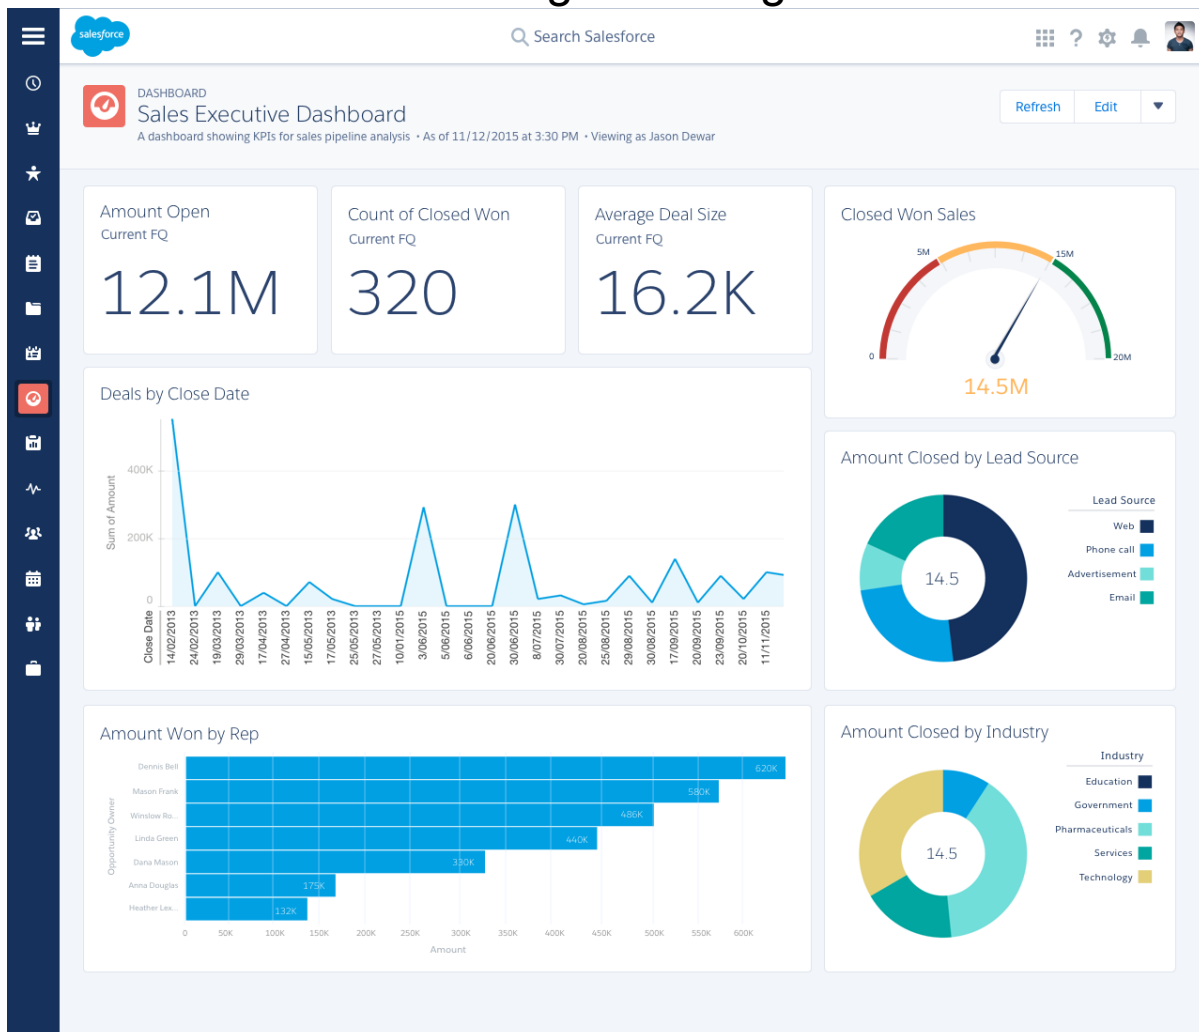 salesforce
Search Salesforce
?
DASHBOARD
Sales Executive Dashboard
A dashboard showing KPIs for sales pipeline analysis • As of 11/12/2015 at 3:30 PM • Viewing as Jason Dewar
Refresh
Edit
Amount Open
Current FQ
12.1M
Count of Closed Won
Current FQ
320
Average Deal Size
Current FQ
16.2K
Closed Won Sales
5M
15M
0
20M
14.5M
Deals by Close Date
Sum of Amount
400K
200K
0
Close Date
14/02/2013
24/02/2013
19/03/2013
29/03/2013
17/04/2013
27/04/2013
15/05/2013
17/05/2013
25/05/2013
27/05/2013
10/01/2015
3/06/2015
5/06/2015
6/06/2015
20/06/2015
30/06/2015
8/07/2015
30/07/2015
20/08/2015
25/08/2015
29/08/2015
30/08/2015
17/09/2015
20/09/2015
23/09/2015
20/10/2015
11/11/2015
Amount Closed by Lead Source
14.5
Lead Source
Web
Phone call
Advertisement
Email
Amount Won by Rep
Opportunity Owner
Dennis Bell 620K
Mason Frank 580K
Winslow Ro... 486K
Linda Green 440K
Dana Mason 330K
Anna Douglas 175K
Heather Lea... 132K
0 50K 100K 150K 200K 250K 300K 350K 400K 450K 500K 550K 600K
Amount
Amount Closed by Industry
14.5
Industry
Education
Government
Pharmaceuticals
Services
Technology